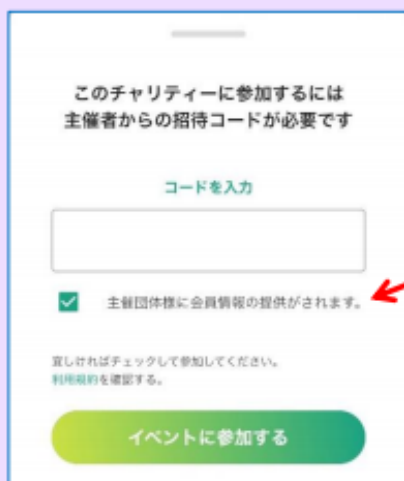 このチャリティーに参加するには
主催者からの招待コードが必要です
コードを入力
主催団体様に会員情報の提供がされます。
宜しければチェックして参加してください。
利用規約を確認する。
イベントに参加する